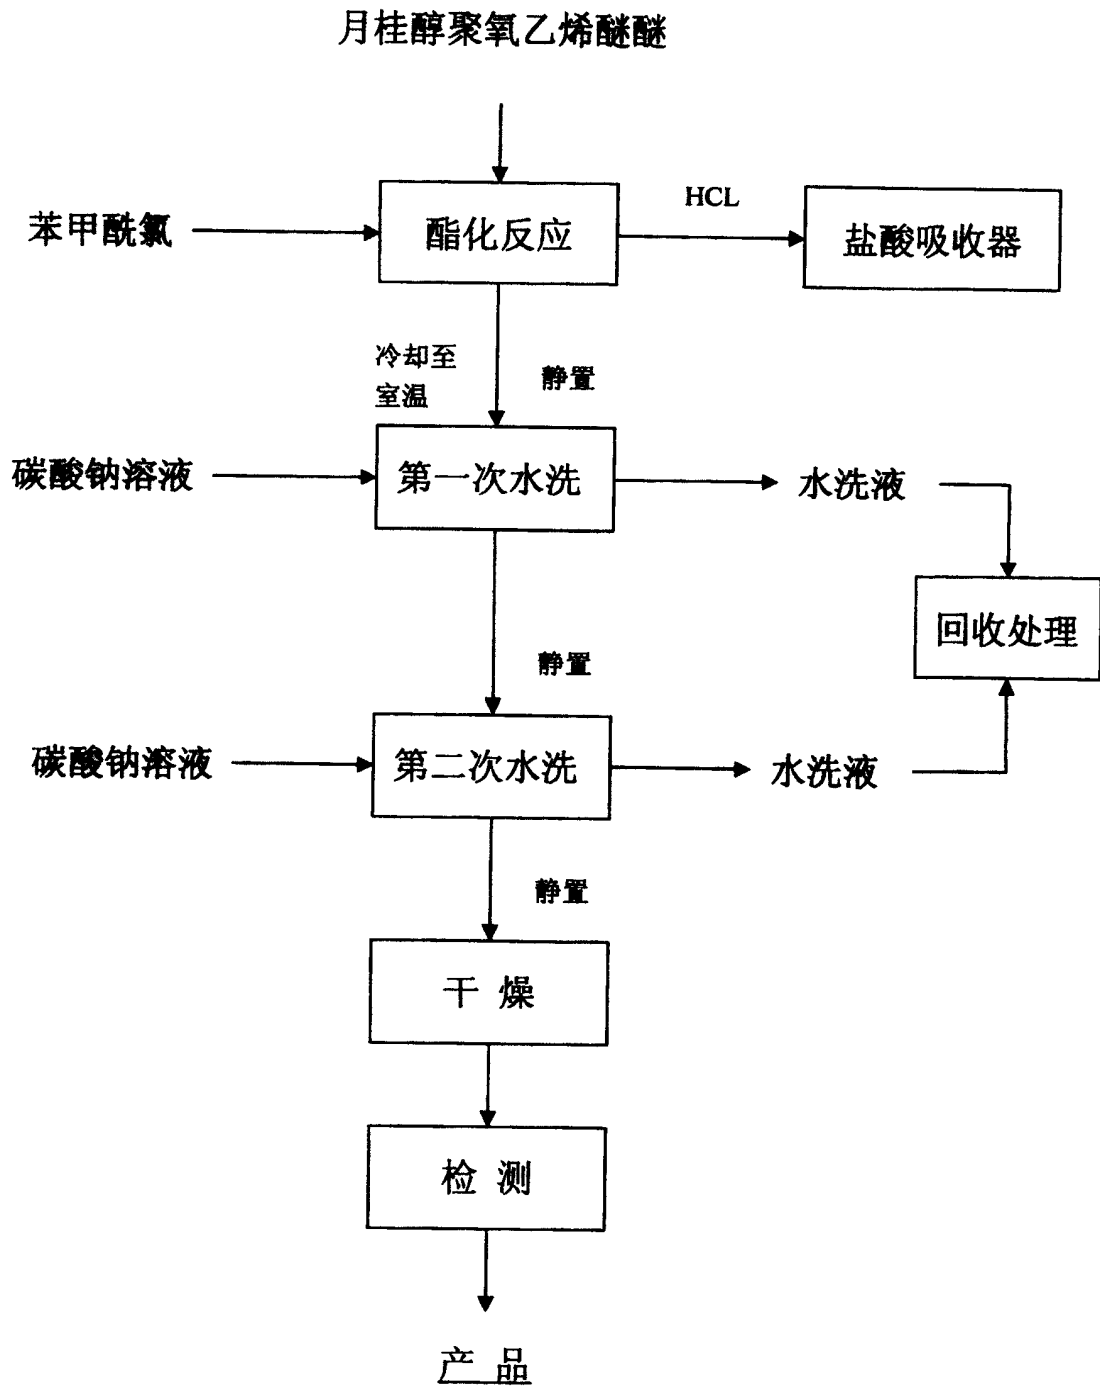 月桂醇聚氧乙烯醚醚
苯甲酰氯
酯化反应
HCL
盐酸吸收器
冷却至
室温
静置
碳酸钠溶液
第一次水洗
水洗液
回收处理
静置
碳酸钠溶液
第二次水洗
水洗液
静置
干 燥
检 测
产 品